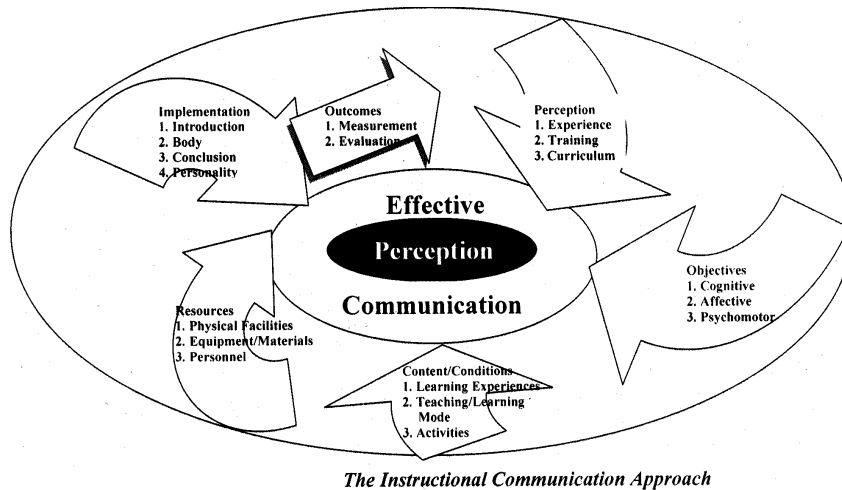 Implementation
1. Introduction
2. Body
3. Conclusion
4. Personality
Outcomes
1. Measurement
2. Evaluation
Perception
1. Experience
2. Training
3. Curriculum
Effective
Perception
Communication
Objectives
1. Cognitive
2. Affective
3. Psychomotor
Resources
1. Physical Facilities
2. Equipment/Materials
3. Personnel
Content/Conditions
1. Learning Experiences
2. Teaching/Learning
Mode
3. Activities
The Instructional Communication Approach